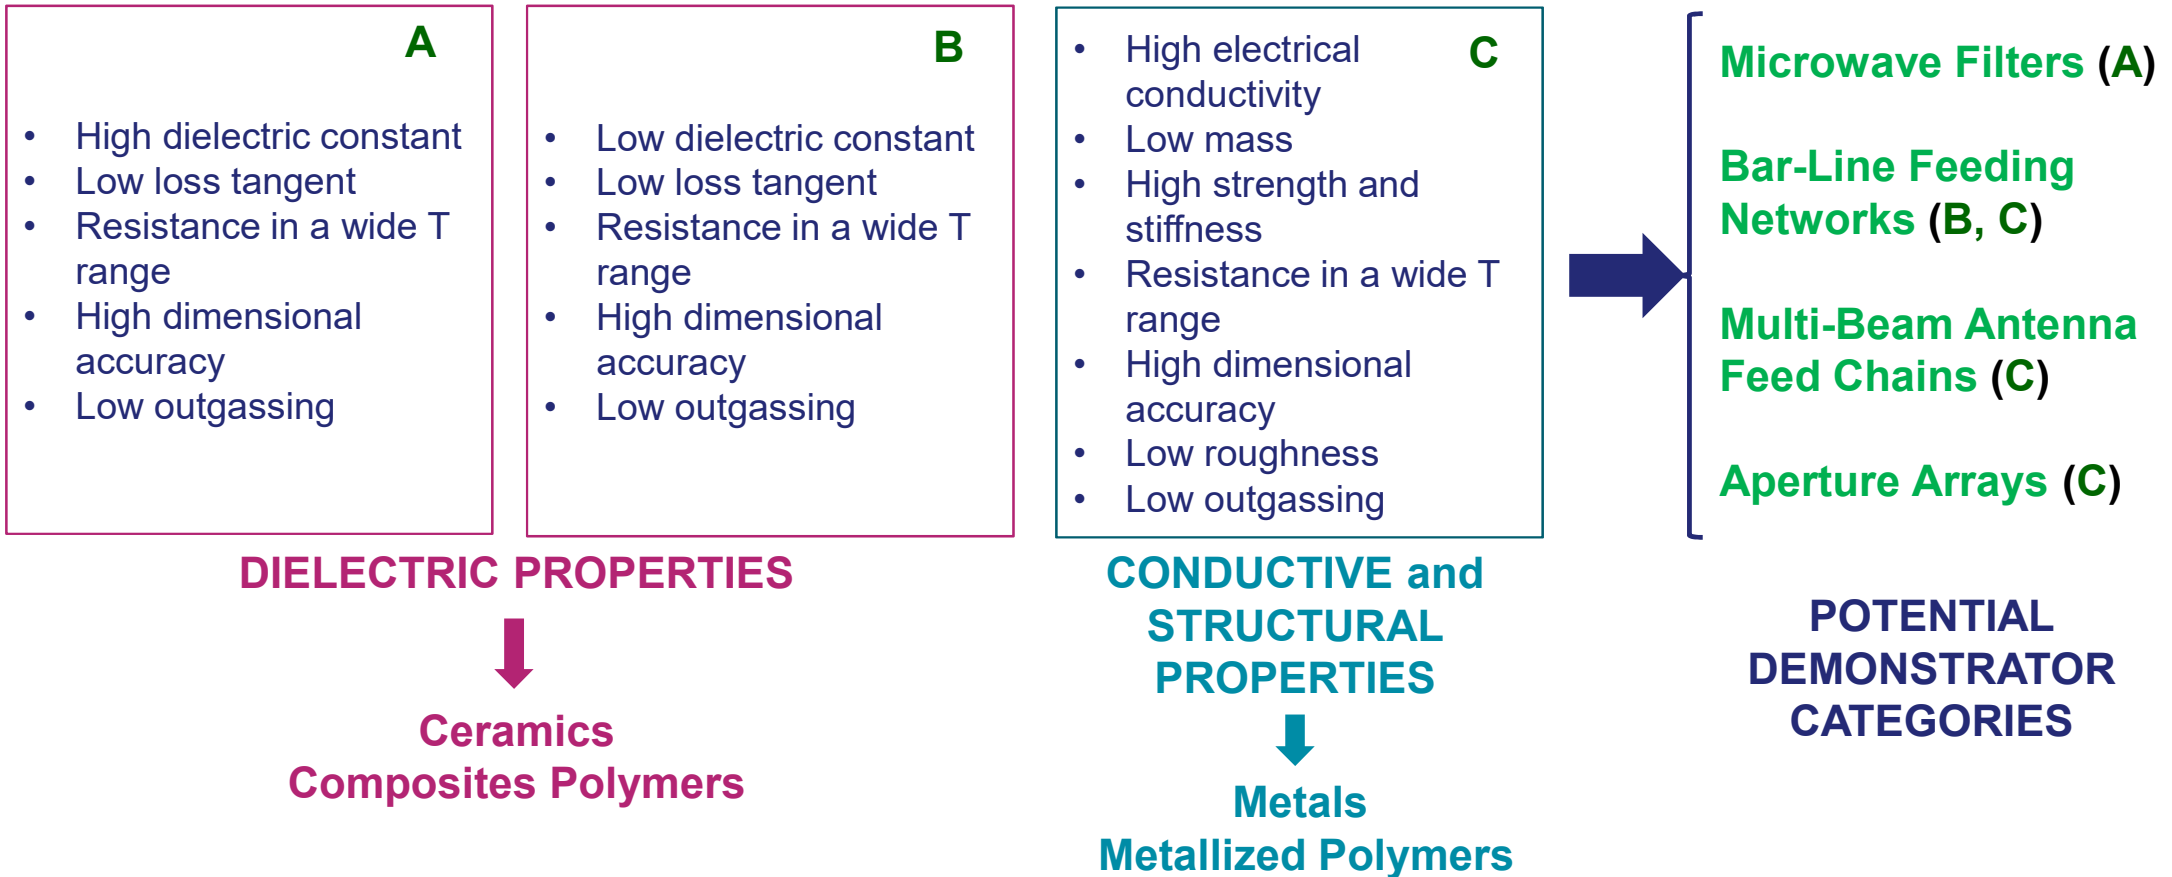 A
• High dielectric constant
• Low loss tangent
• Resistance in a wide T
range
• High dimensional
accuracy
• Low outgassing
B
• Low dielectric constant
• Low loss tangent
• Resistance in a wide T
range
• High dimensional
accuracy
• Low outgassing
C
• High electrical
conductivity
• Low mass
• High strength and
stiffness
• Resistance in a wide T
range
• High dimensional
accuracy
• Low roughness
• Low outgassing
Microwave Filters (A)
Bar-Line Feeding
Networks (B, C)
Multi-Beam Antenna
Feed Chains (C)
Aperture Arrays (C)
DIELECTRIC PROPERTIES
Ceramics
Composites Polymers
CONDUCTIVE and
STRUCTURAL
PROPERTIES
Metals
Metallized Polymers
POTENTIAL
DEMONSTRATOR
CATEGORIES